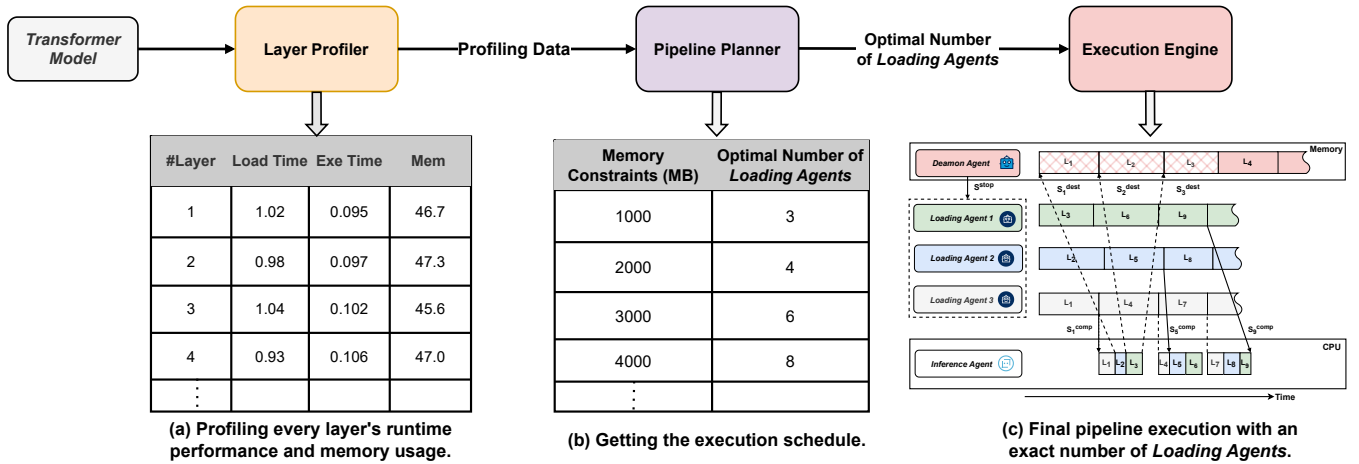 Transformer
Model
Layer Profiler
Profiling Data
Pipeline Planner
Optimal Number
of Loading Agents
Execution Engine
#Layer Load Time Exe Time Mem
1 1.02 0.095 46.7
2 0.98 0.097 47.3
3 1.04 0.102 45.6
4 0.93 0.106 47.0
(a) Profiling every layer's runtime
performance and memory usage.
Memory
Constraints (MB)
Optimal Number of
Loading Agents
1000 3
2000 4
3000 6
4000 8
(b) Getting the execution schedule.
Memory
Deamon Agent
L1 L2 L3 L4
Sstop
S1dest S2dest S3dest
Loading Agent 1
L3 L6 L9
Loading Agent 2
L2 L5 L8
Loading Agent 3
L1 L4 L7
S1comp S5comp S9comp
CPU
Inference Agent
L1 L2 L3 L4 L5 L6 L7 L8 L9
Time
(c) Final pipeline execution with an
exact number of Loading Agents.